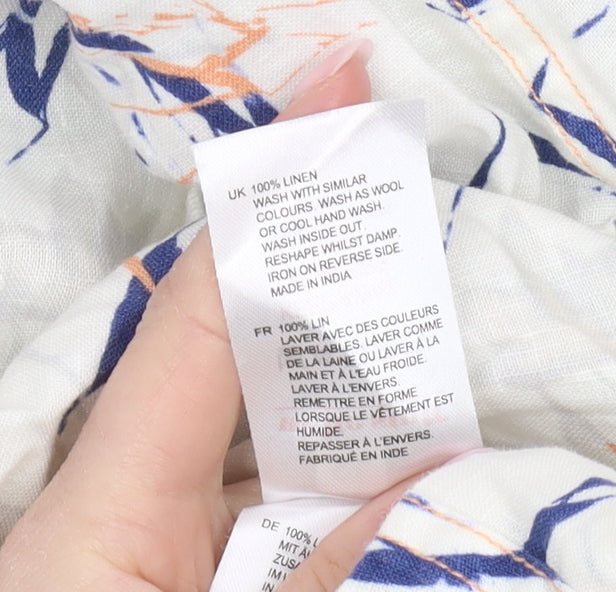 UK 100% LINEN
WASH WITH SIMILAR
COLOURS. WASH AS WOOL
OR COOL HAND WASH.
WASH INSIDE OUT.
RESHAPE WHILST DAMP.
IRON ON REVERSE SIDE.
MADE IN INDIA
FR 100% LIN
LAVER AVEC DES COULEURS
SEMBLABLES. LAVER COMME
DE LA LAINE OU LAVER À LA
MAIN ET À L'EAU FROIDE.
LAVER À L'ENVERS.
REMETTRE EN FORME
LORSQUE LE VÊTEMENT EST
HUMIDE.
REPASSER À L'ENVERS.
FABRIQUÉ EN INDE
DE 100%